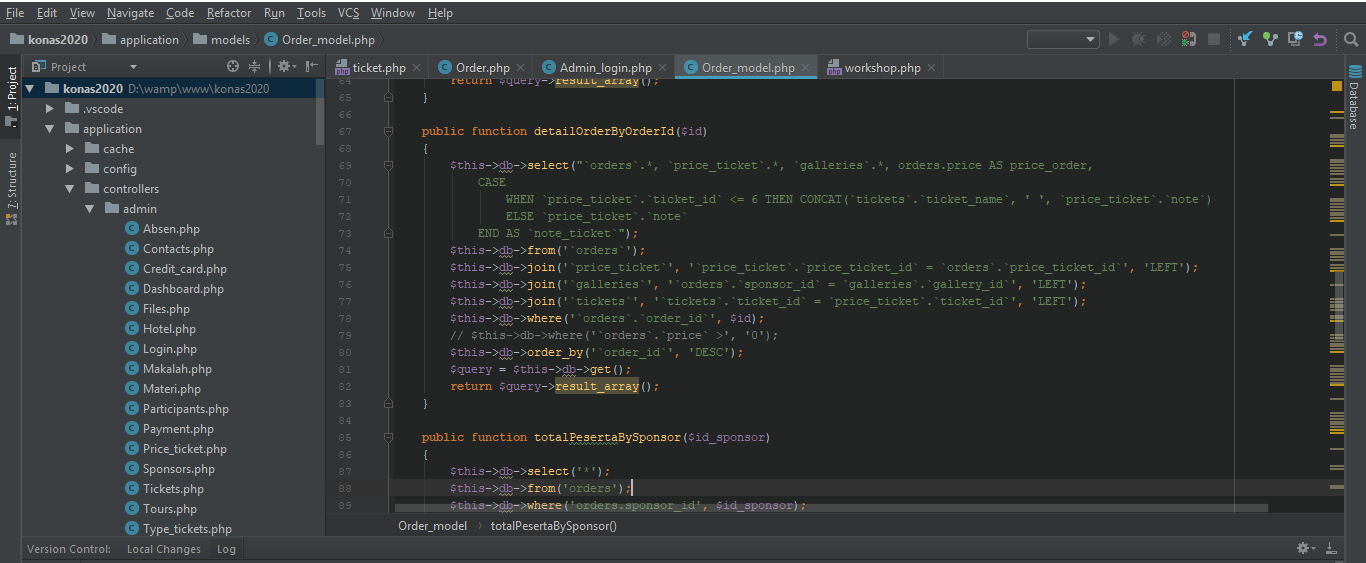 File Edit View Navigate Code Refactor Run Tools VCS Window Help
konas2020 application models Order_model.php
Project
ticket.php Order.php Admin_login.php Order_model.php workshop.php
1: Project
7: Structure
Database
konas2020 D:\wamp\www\konas2020
.vscode
application
cache
config
controllers
admin
Absen.php
Contacts.php
Credit_card.php
Dashboard.php
Files.php
Hotel.php
Login.php
Makalah.php
Materi.php
Participants.php
Payment.php
Price_ticket.php
Sponsors.php
Tickets.php
Tours.php
Type_tickets.php
64 return $query->result_array();
65 }
66
67 public function detailOrderByOrderId($id)
68 {
69 $this->db->select("`orders`.*, `price_ticket`.*, `galleries`.*, orders.price AS price_order,
70 CASE
71 WHEN `price_ticket`.`ticket_id` <= 6 THEN CONCAT(`tickets`.`ticket_name`, ' ', `price_ticket`.`note`)
72 ELSE `price_ticket`.`note`
73 END AS `note_ticket`");
74 $this->db->from('`orders`');
75 $this->db->join('`price_ticket`', '`price_ticket`.`price_ticket_id` = `orders`.`price_ticket_id`', 'LEFT');
76 $this->db->join('`galleries`', '`orders`.`sponsor_id` = `galleries`.`gallery_id`', 'LEFT');
77 $this->db->join('`tickets`', '`tickets`.`ticket_id` = `price_ticket`.`ticket_id`', 'LEFT');
78 $this->db->where('`orders`.`order_id`', $id);
79 // $this->db->where('`orders`.`price` >', '0');
80 $this->db->order_by('`order_id`', 'DESC');
81 $query = $this->db->get();
82 return $query->result_array();
83 }
84
85 public function totalPesertaBySponsor($id_sponsor)
86 {
87 $this->db->select('*');
88 $this->db->from('orders');
89 $this->db->where('orders.sponsor_id', $id_sponsor);
Order_model totalPesertaBySponsor()
Version Control: Local Changes Log